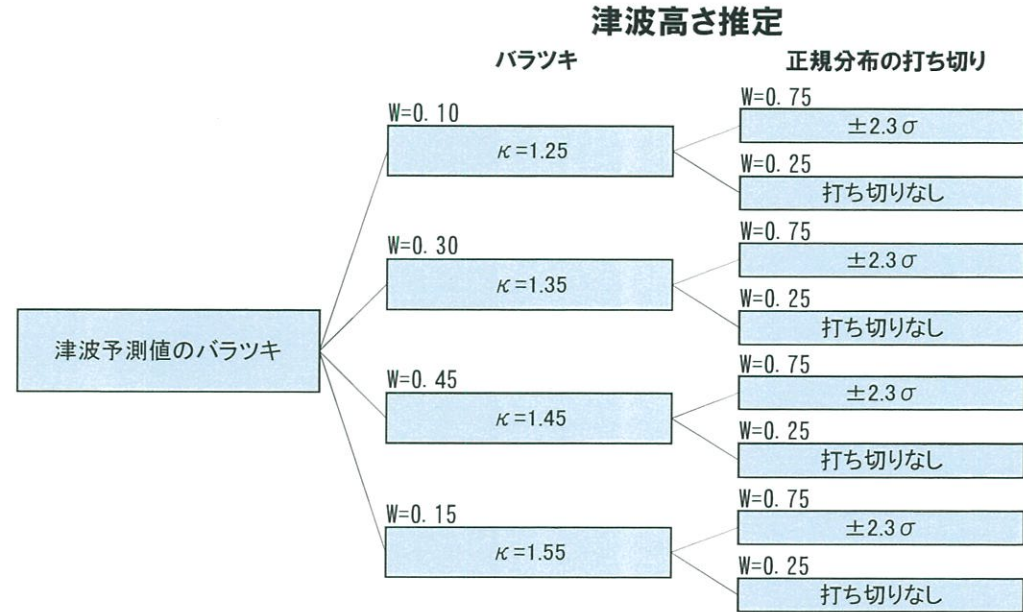 津波高さ推定
バラツキ
正規分布の打ち切り
津波予測値のバラツキ
W=0.10
κ=1.25
W=0.75
±2.3σ
W=0.25
打ち切りなし
W=0.30
κ=1.35
W=0.75
±2.3σ
W=0.25
打ち切りなし
W=0.45
κ=1.45
W=0.75
±2.3σ
W=0.25
打ち切りなし
W=0.15
κ=1.55
W=0.75
±2.3σ
W=0.25
打ち切りなし